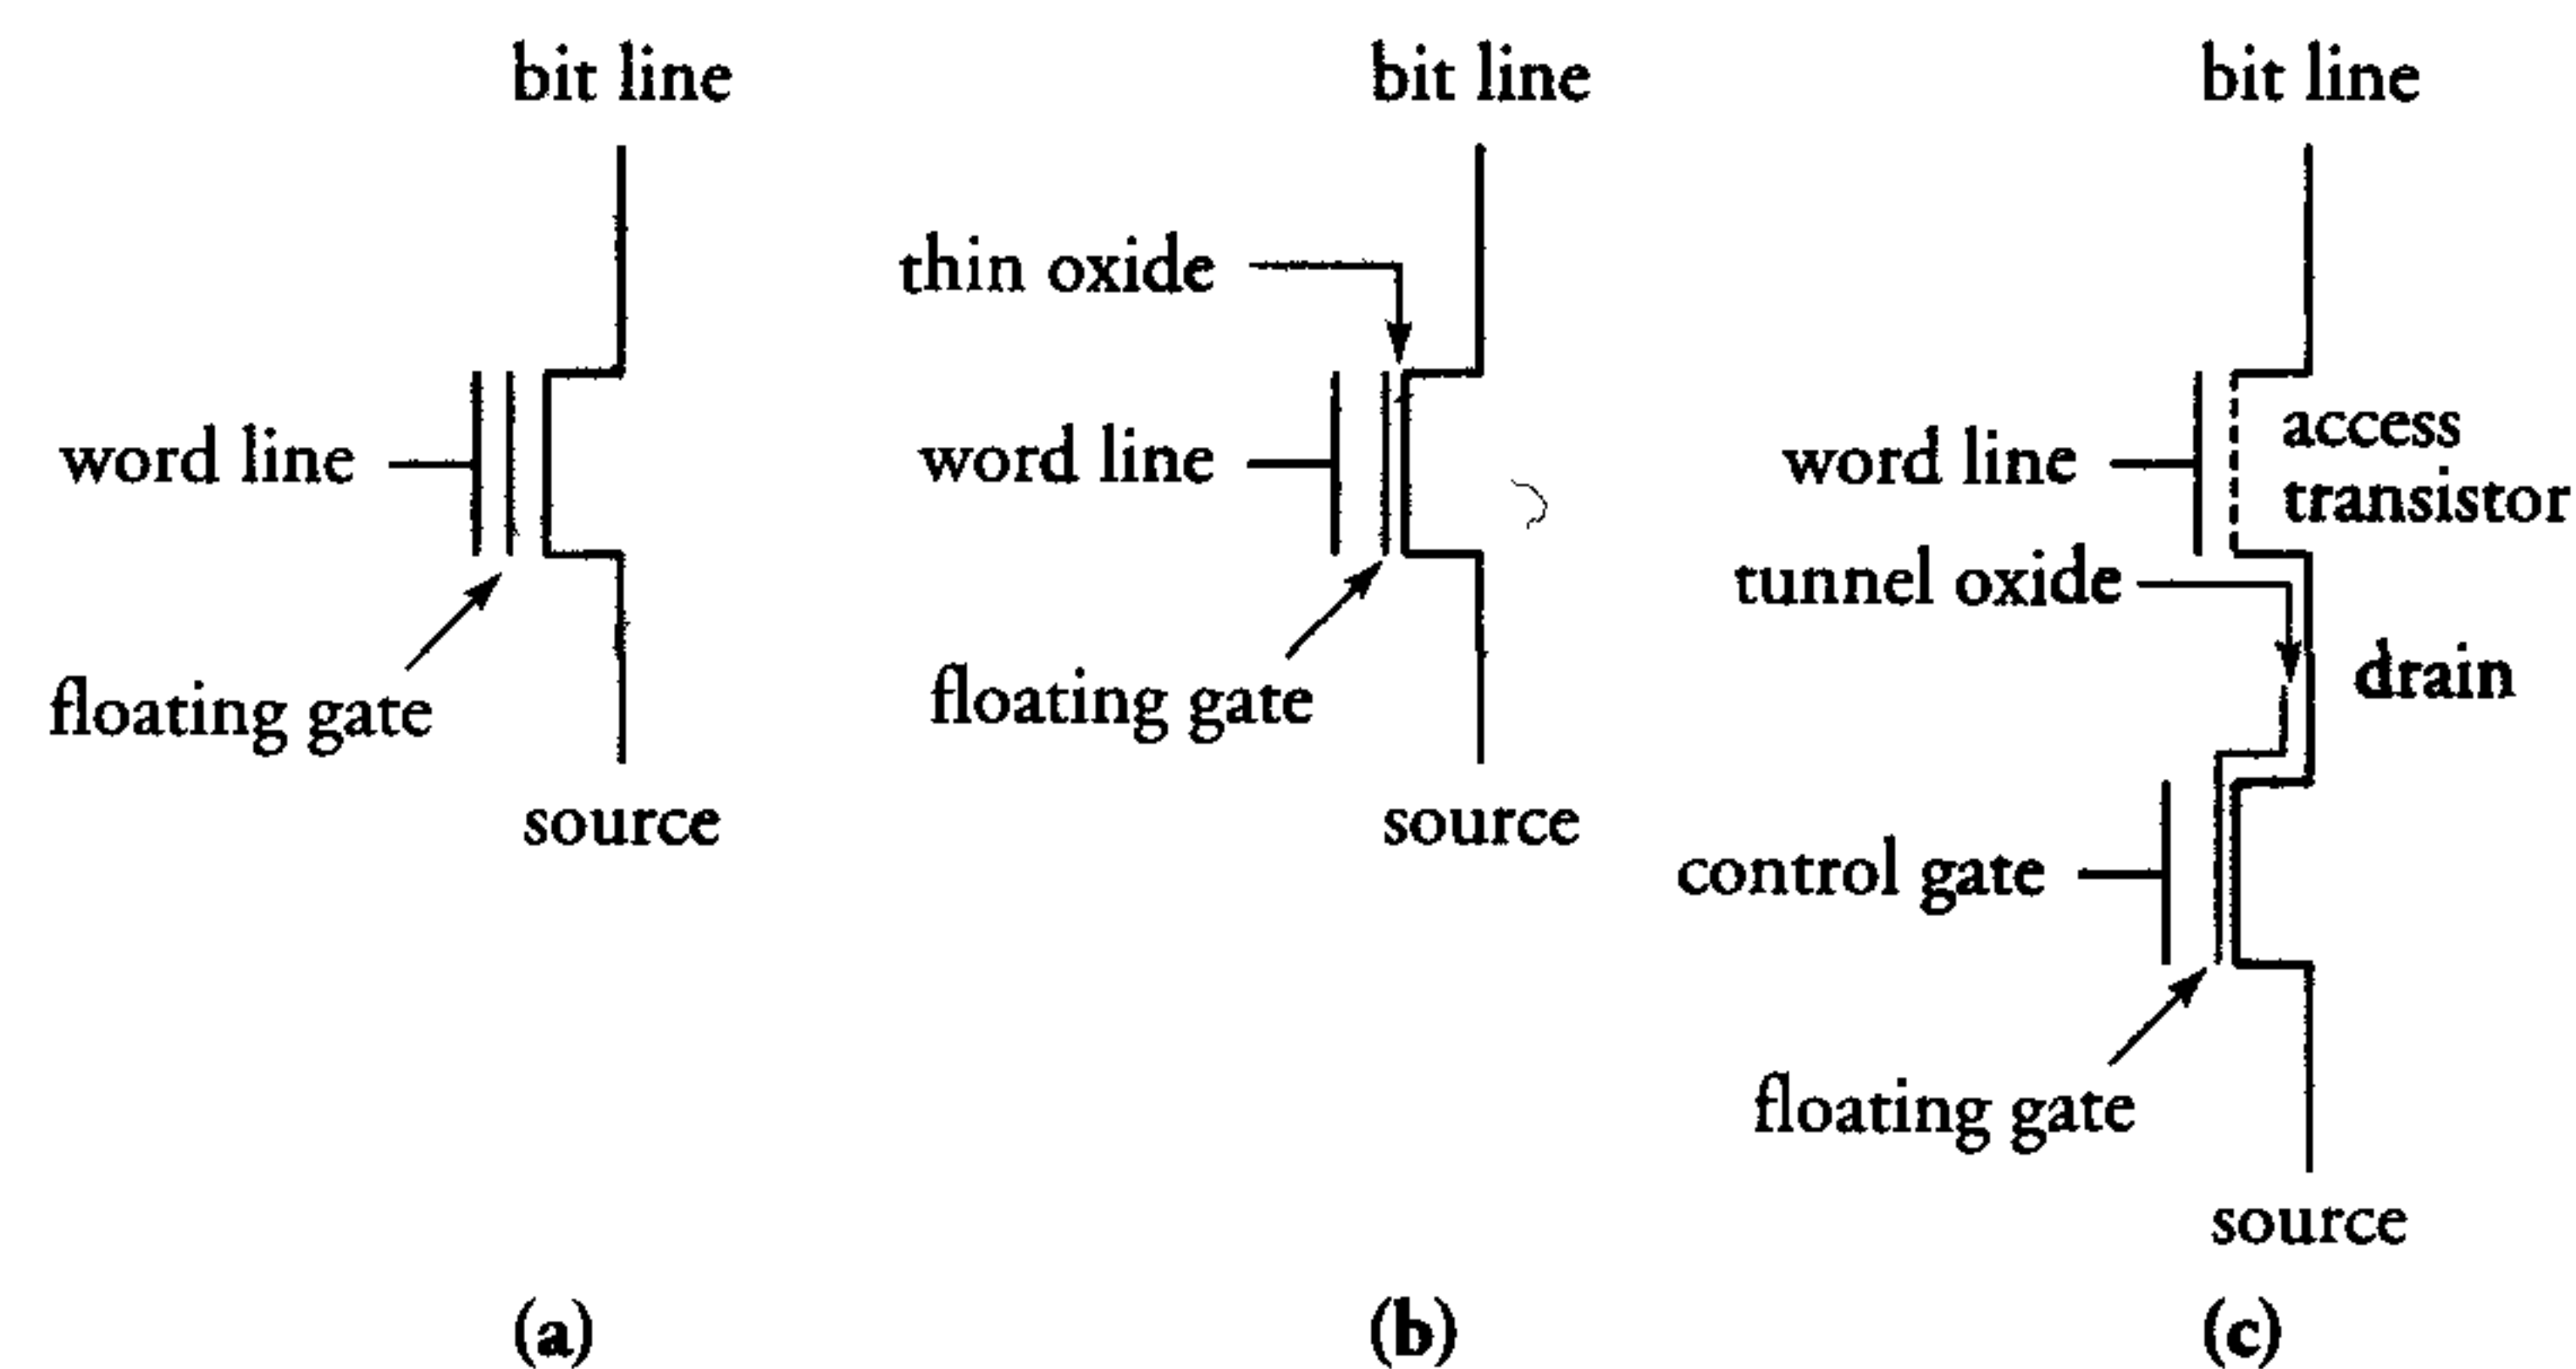 bit line
word line
floating gate
source
(a)
bit line
thin oxide
word line
floating gate
source
(b)
bit line
word line
access
transistor
tunnel oxide
drain
control gate
floating gate
source
(c)